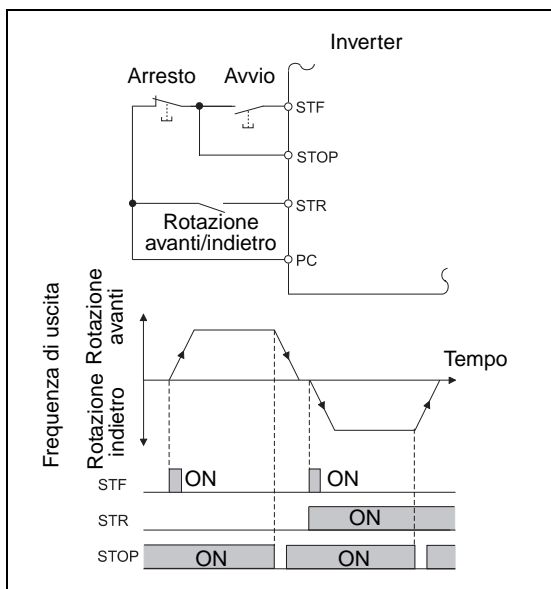 Inverter
Arresto
Avvio
STF
STOP
STR
Rotazione
avanti/indietro
PC
Frequenza di uscita
Rotazione
avanti
Rotazione
indietro
Tempo
STF
ON
ON
STR
ON
STOP
ON
ON